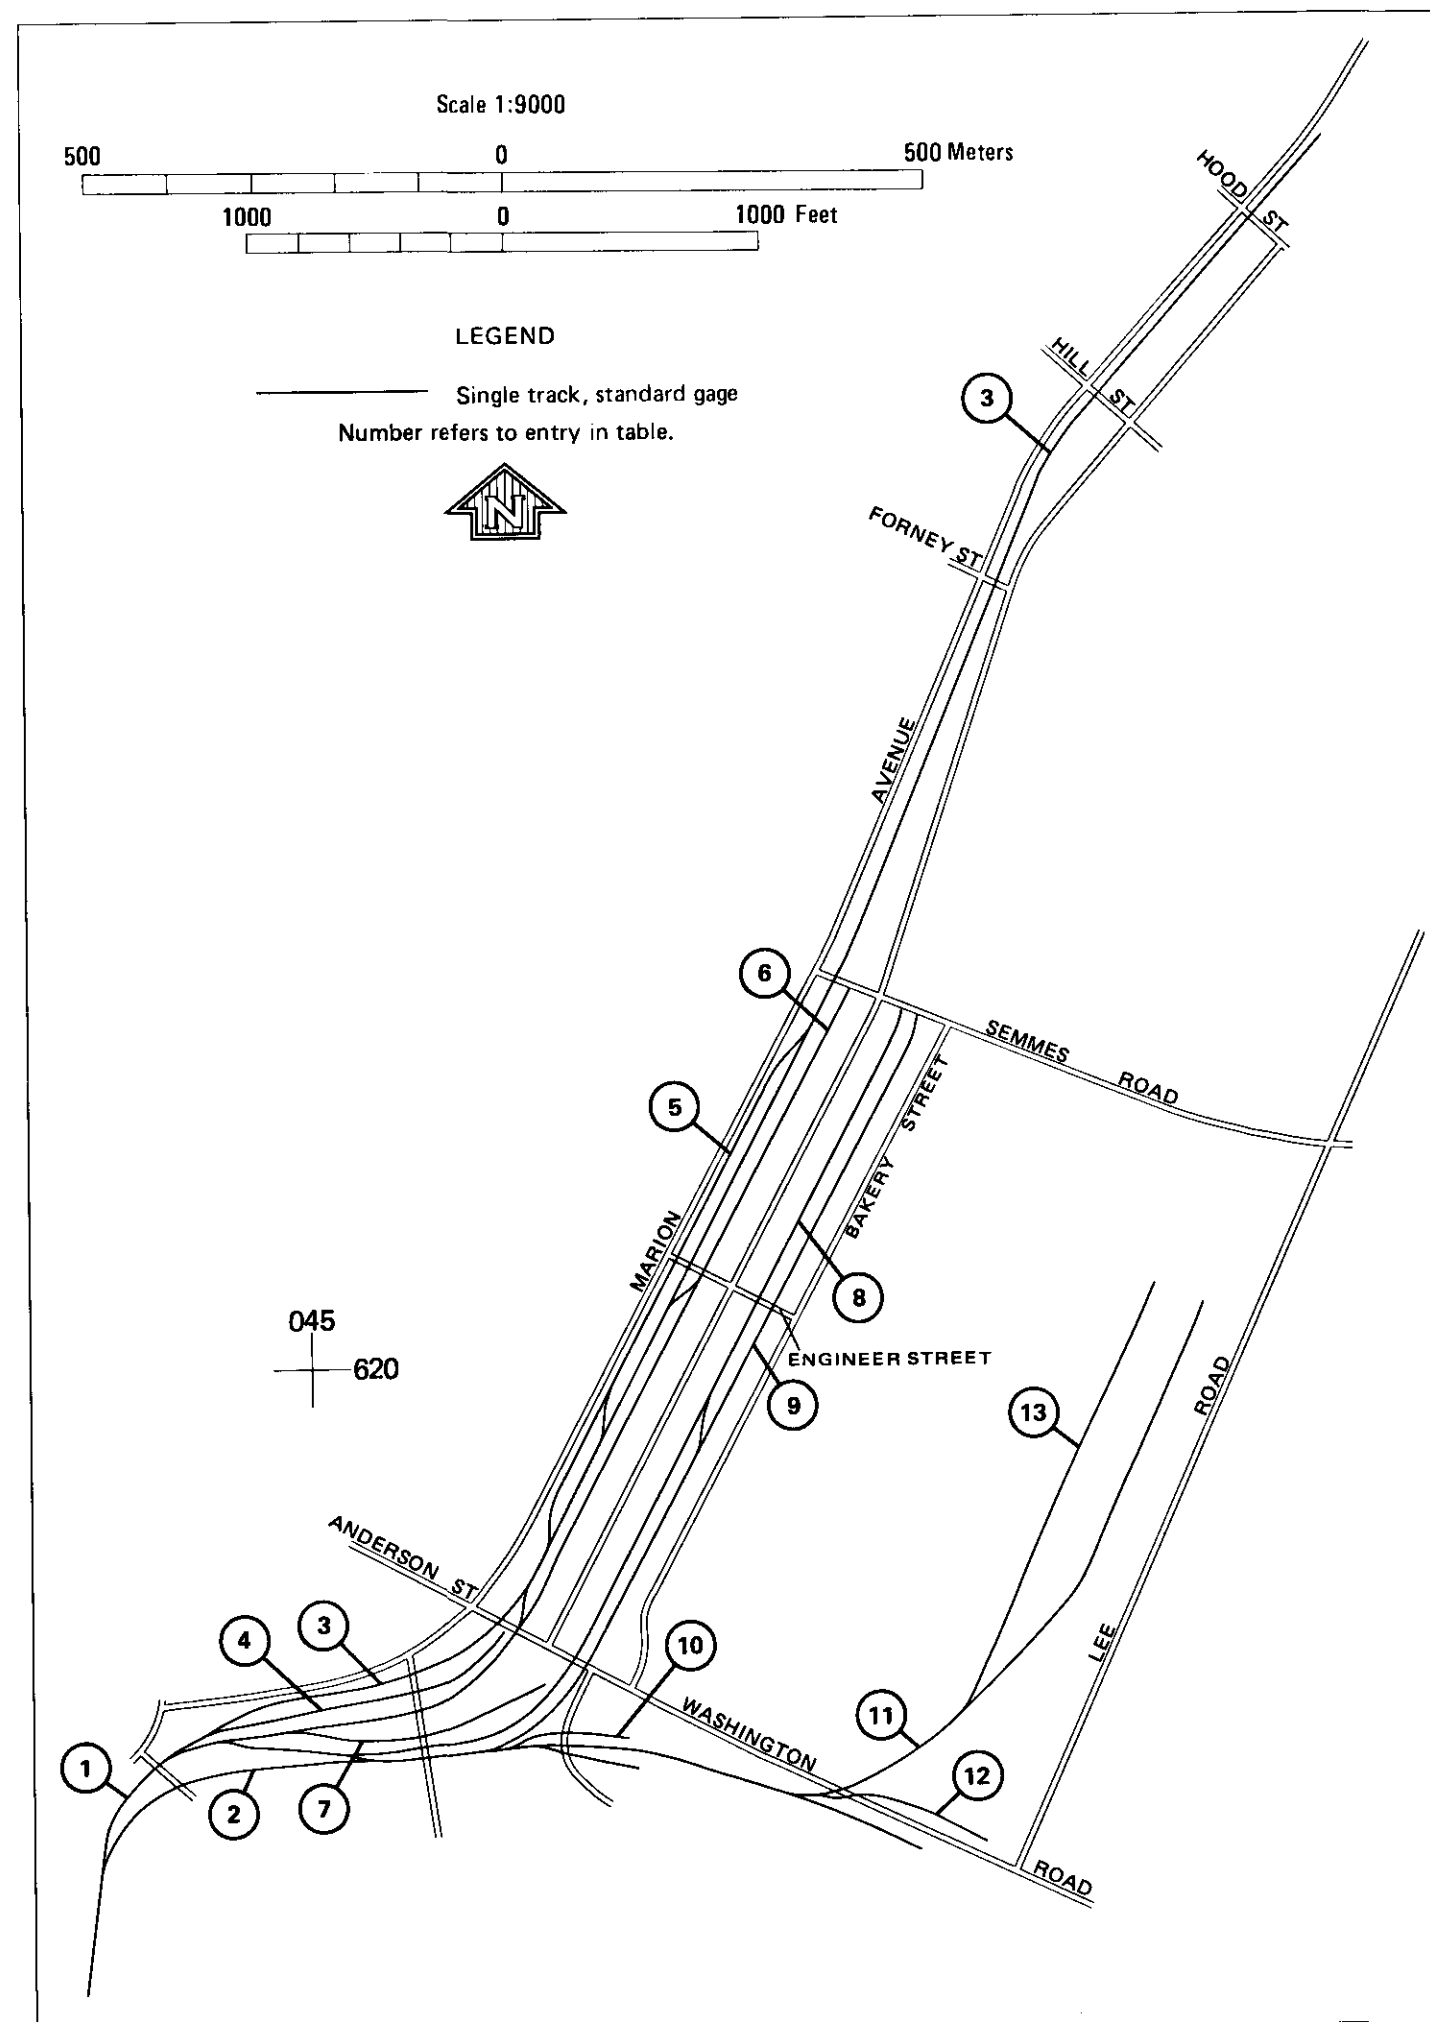 Scale 1:9000
500 0 500 Meters
1000 0 1000 Feet
LEGEND
Single track, standard gage
Number refers to entry in table.
N
HOOD ST
HILL ST
3
FORNEY ST
AVENUE
6
SEMMES ROAD
5
BAKERY STREET
MARION
8
045
620
ENGINEER STREET
9
13
ROAD
ANDERSON ST
3
4
10
LEE
WASHINGTON
11
1
2
7
12
ROAD